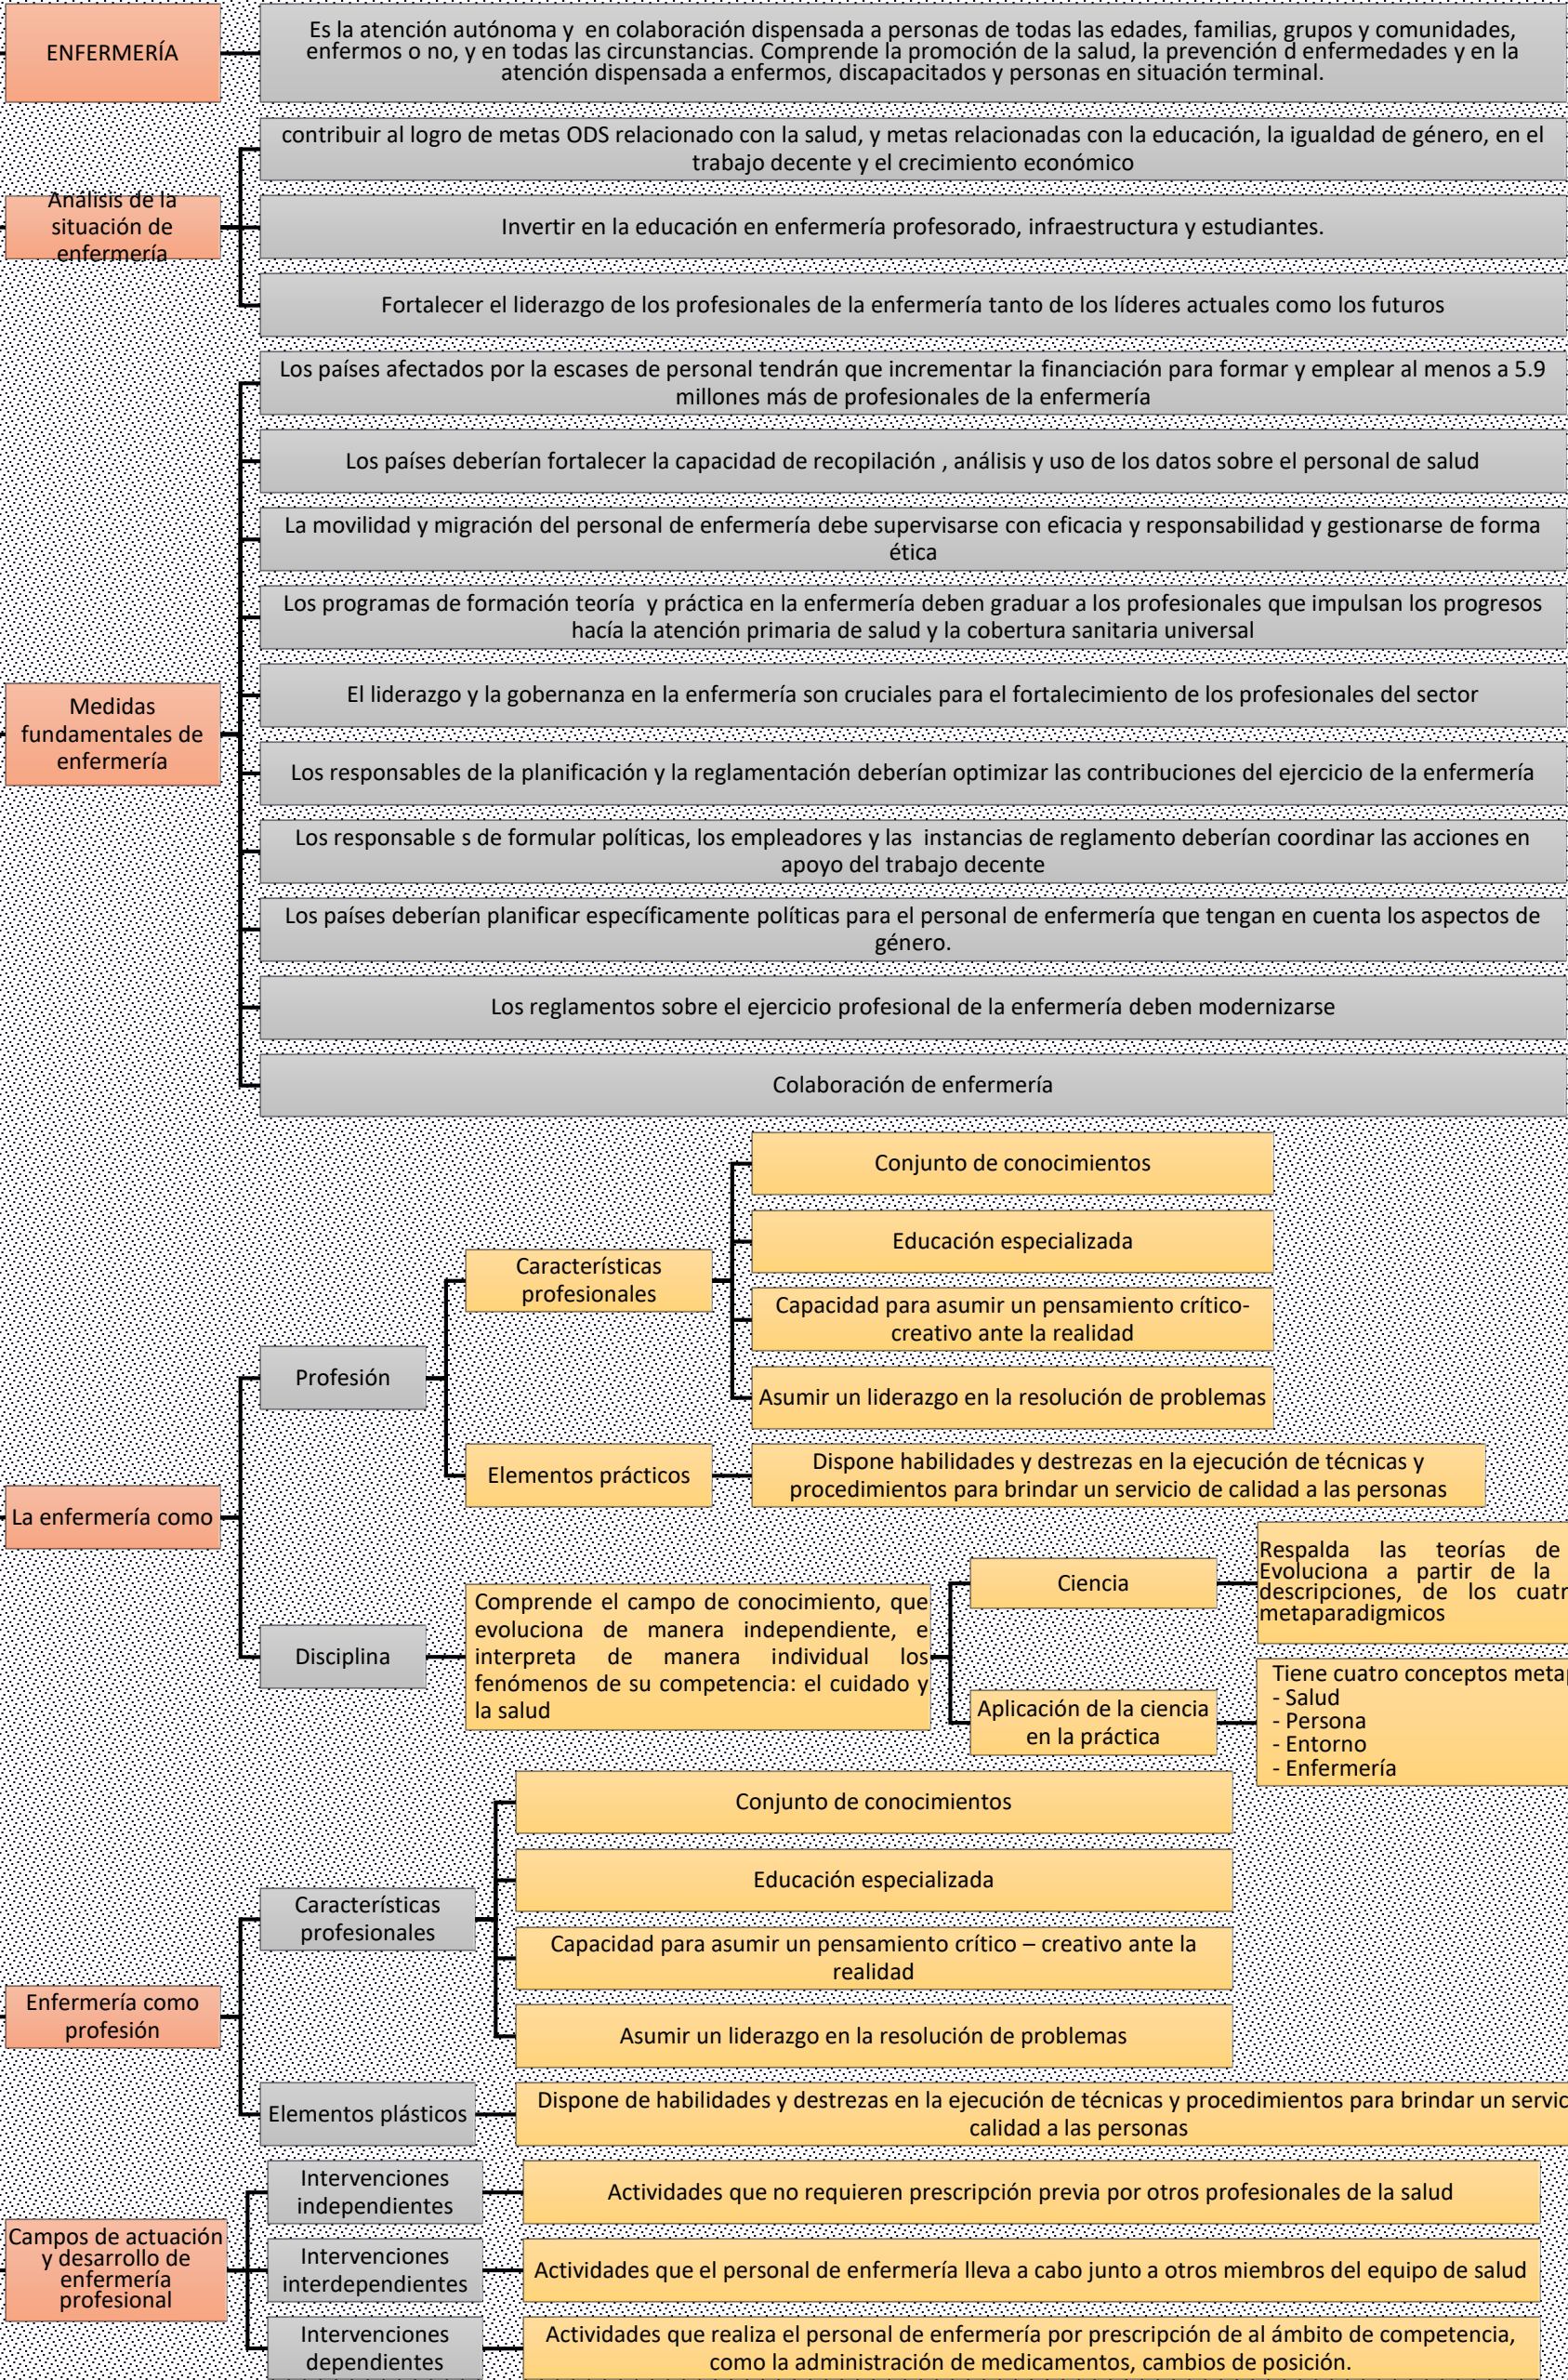 ENFERMERÍA
Es la atención autónoma y  en colaboración dispensada a personas de todas las edades, familias, grupos y comunidades,
enfermos o no, y en todas las circunstancias. Comprende la promoción de la salud, la prevención d enfermedades y en la
atención dispensada a enfermos, discapacitados y personas en situación terminal.
Análisis de la
situación de
enfermería
contribuir al logro de metas ODS relacionado con la salud, y metas relacionadas con la educación, la igualdad de género, en el
trabajo decente y el crecimiento económico
Invertir en la educación en enfermería profesorado, infraestructura y estudiantes.
Fortalecer el liderazgo de los profesionales de la enfermería tanto de los líderes actuales como los futuros
Medidas
fundamentales de
enfermería
Los países afectados por la escases de personal tendrán que incrementar la financiación para formar y emplear al menos a 5.9
millones más de profesionales de la enfermería
Los países deberían fortalecer la capacidad de recopilación , análisis y uso de los datos sobre el personal de salud
La movilidad y migración del personal de enfermería debe supervisarse con eficacia y responsabilidad y gestionarse de forma
ética
Los programas de formación teoría  y práctica en la enfermería deben graduar a los profesionales que impulsan los progresos
hacía la atención primaria de salud y la cobertura sanitaria universal
El liderazgo y la gobernanza en la enfermería son cruciales para el fortalecimiento de los profesionales del sector
Los responsables de la planificación y la reglamentación deberían optimizar las contribuciones del ejercicio de la enfermería
Los responsable s de formular políticas, los empleadores y las  instancias de reglamento deberían coordinar las acciones en
apoyo del trabajo decente
Los países deberían planificar específicamente políticas para el personal de enfermería que tengan en cuenta los aspectos de
género.
Los reglamentos sobre el ejercicio profesional de la enfermería deben modernizarse
Colaboración de enfermería
La enfermería como
Profesión
Características
profesionales
Conjunto de conocimientos
Educación especializada
Capacidad para asumir un pensamiento crítico-
creativo ante la realidad
Asumir un liderazgo en la resolución de problemas
Elementos prácticos
Dispone habilidades y destrezas en la ejecución de técnicas y
procedimientos para brindar un servicio de calidad a las personas
Disciplina
Comprende el campo de conocimiento, que
evoluciona de manera independiente, e
interpreta de manera individual los
fenómenos de su competencia: el cuidado y
la salud
Ciencia
Respalda las teorías de
Evoluciona a partir de la
descripciones, de los
metaparadigmicos
Aplicación de la ciencia
en la práctica
Tiene cuatro conceptos
- Salud
- Persona
- Entorno
- Enfermería
Enfermería como
profesión
Características
profesionales
Conjunto de conocimientos
Educación especializada
Capacidad para asumir un pensamiento crítico – creativo ante la
realidad
Asumir un liderazgo en la resolución de problemas
Elementos plásticos
Dispone de habilidades y destrezas en la ejecución de técnicas y procedimientos para brindar un
calidad a las personas
Campos de actuación
y desarrollo de
enfermería
profesional
Intervenciones
independientes
Actividades que no requieren prescripción previa por otros profesionales de la salud
Intervenciones
interdependientes
Actividades que el personal de enfermería lleva a cabo junto a otros miembros del equipo de salud
Intervenciones
dependientes
Actividades que realiza el personal de enfermería por prescripción de al ámbito de competencia,
como la administración de medicamentos, cambios de posición.